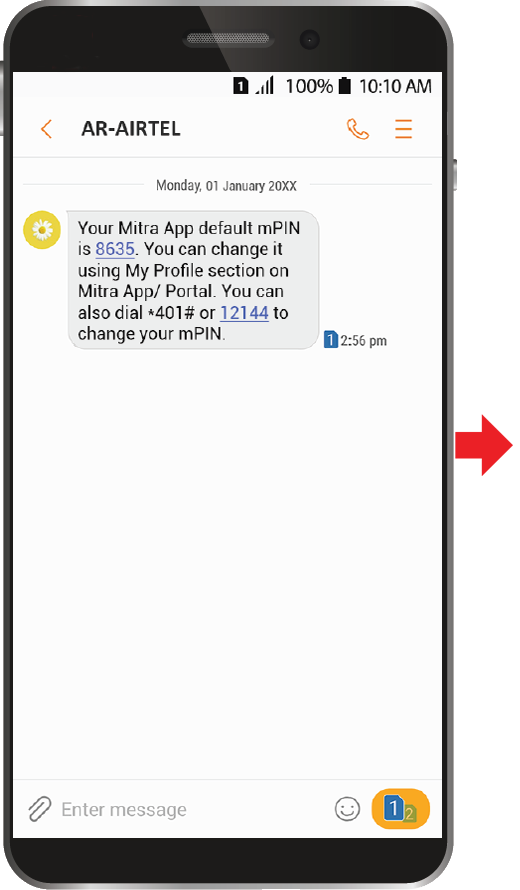 1 100% 10:10 AM
AR-AIRTEL
Monday, 01 January 20XX
Your Mitra App default mPIN
is 8635. You can change it
using My Profile section on
Mitra App/ Portal. You can
also dial *401# or 12144 to
change your mPIN.
1 2:56 pm
Enter message
1 2